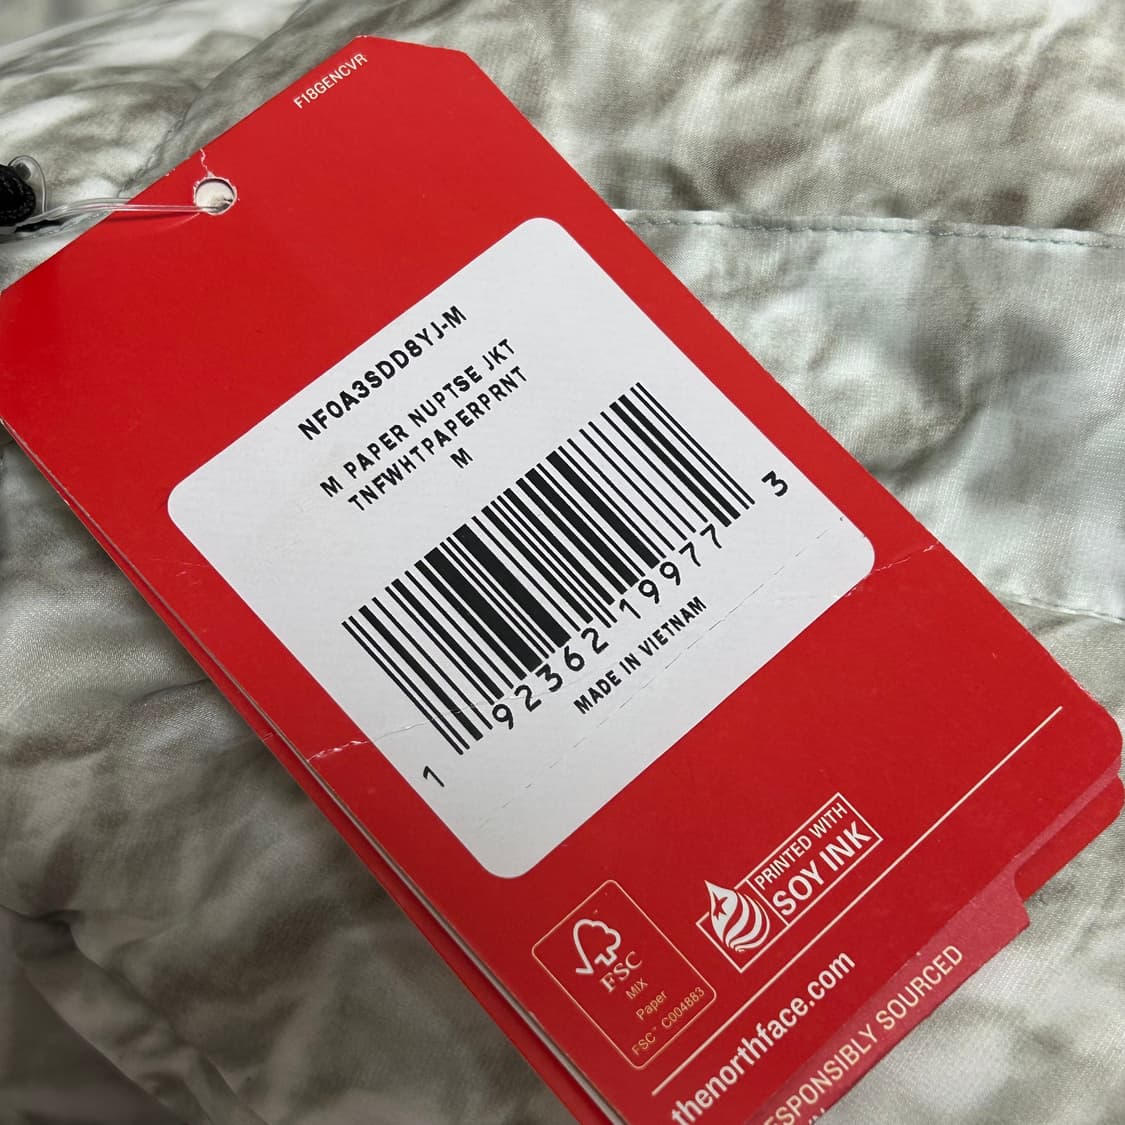 F18GENCVR
NF0A3SDD8YJ-M
M PAPER NUPTSE JKT
TNFWHTPAPERPRNT
M
1 92362 19977 3
MADE IN VIETNAM
PRINTED WITH
SOY INK
FSC
MIX
Paper
FSC™ C004883
thenorthface.com
ESPONSIBLY SOURCED